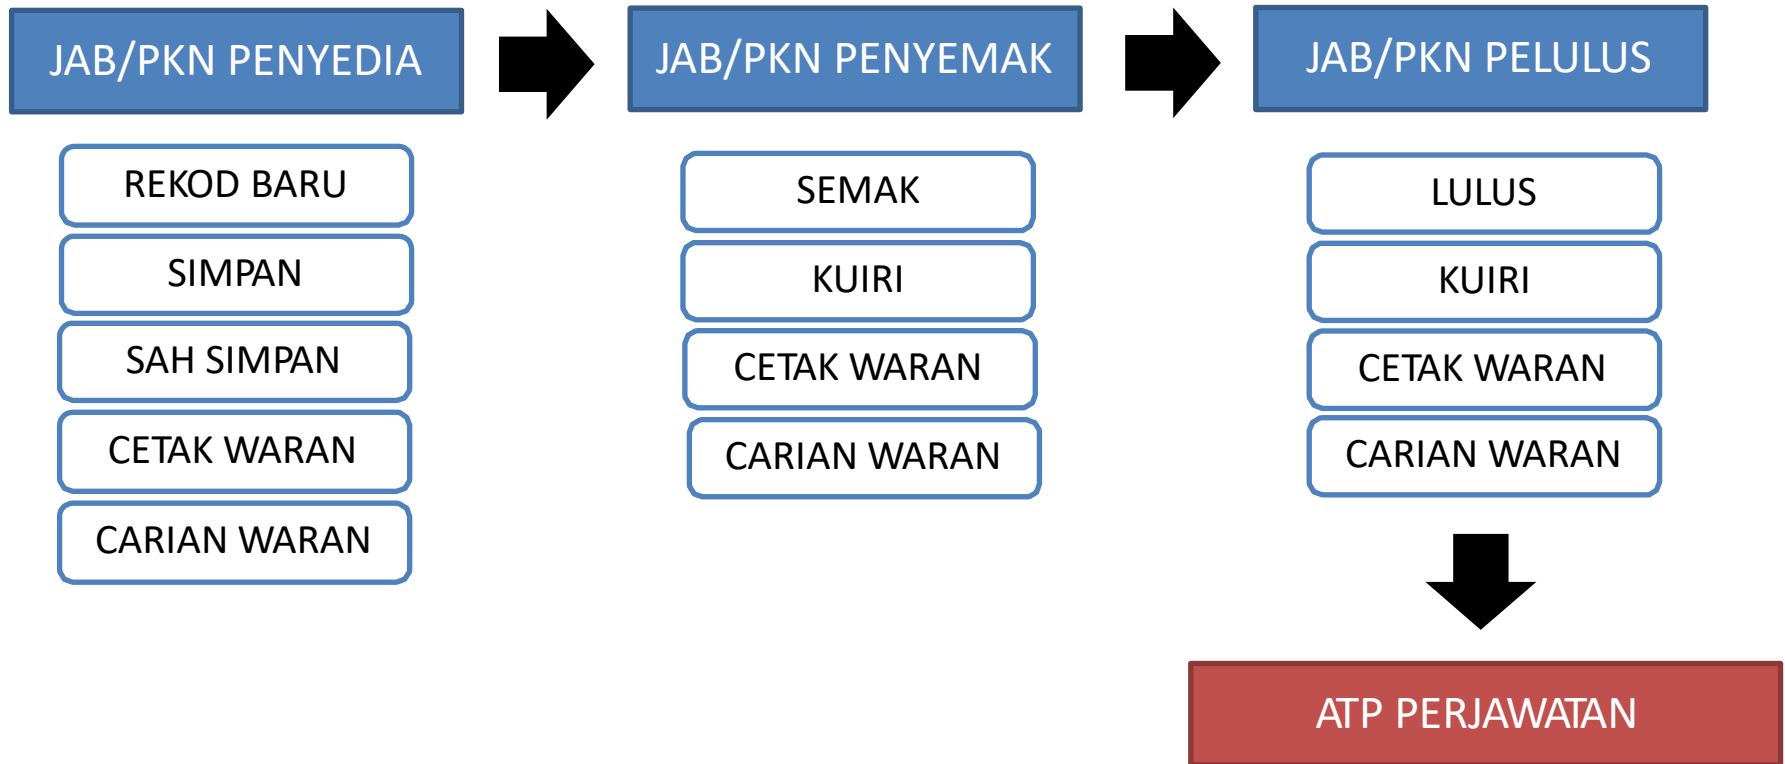 JAB/PKN PENYEDIA
REKOD BARU
SIMPAN
SAH SIMPAN
CETAK WARAN
CARIAN WARAN
JAB/PKN PENYEMAK
SEMAK
KUIRI
CETAK WARAN
CARIAN WARAN
JAB/PKN PELULUS
LULUS
KUIRI
CETAK WARAN
CARIAN WARAN
ATP PERJAWATAN